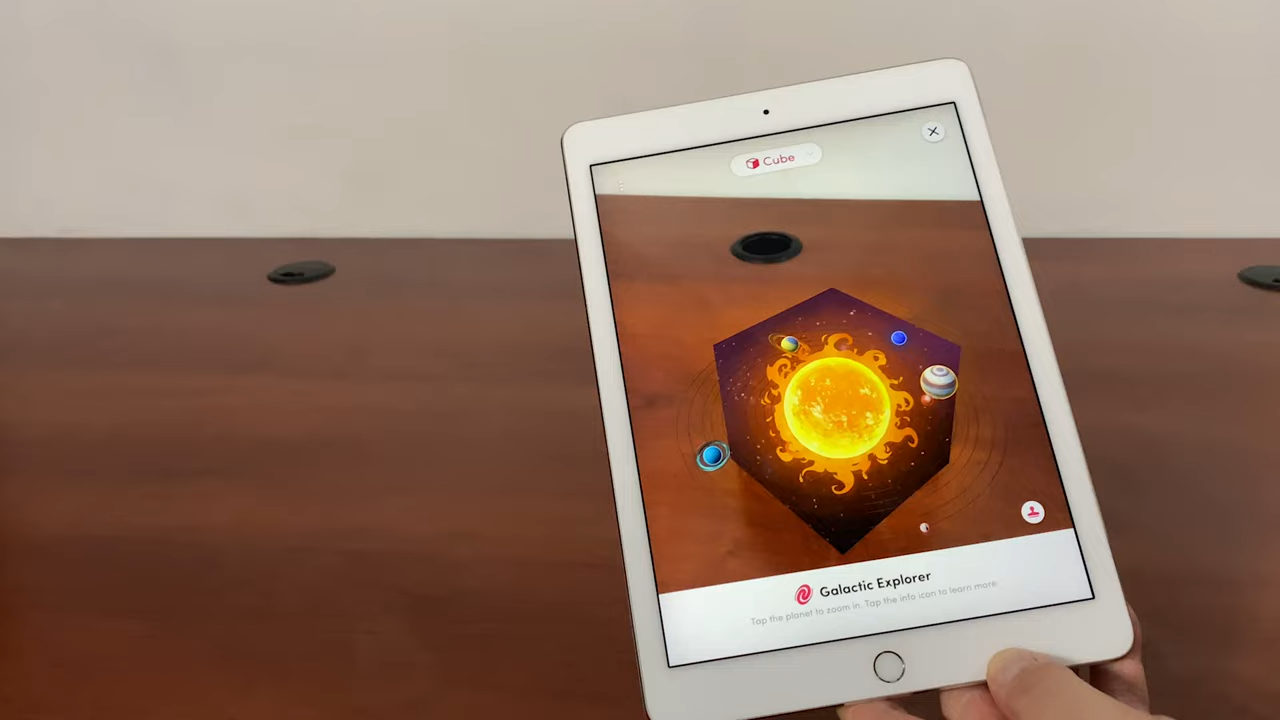 Cube
Galactic Explorer
Tap the planet to zoom in. Tap the info icon to learn more.